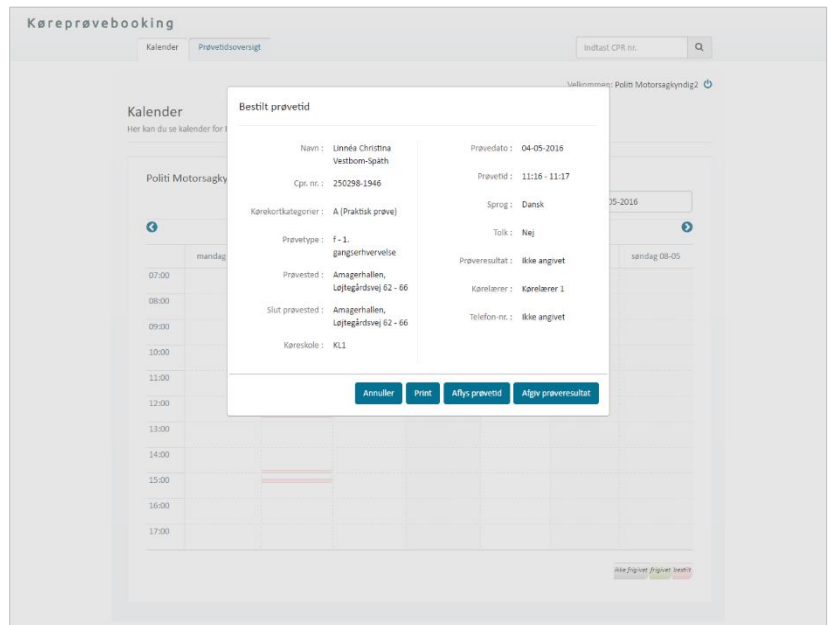 Køreprøvebooking
Kalender
Prøvetidsoversigt
Indtast CPR nr.
Velkommen: Politi Motorsagkyndig2
Kalender
Her kan du se kalender for
Bestilt prøvetid
Navn : Linnéa Christina
Vestbom-Späth
Cpr. nr. : 250298-1946
Kørekortkategorier : A (Praktisk prøve)
Prøvetype : f - 1.
gangserhvervelse
Prøvested : Amagerhallen,
Løjtegårdsvej 62 - 66
Slut prøvested : Amagerhallen,
Løjtegårdsvej 62 - 66
Køreskole : KL1
Prøvedato : 04-05-2016
Prøvetid : 11:16 - 11:17
Sprog : Dansk
Tolk : Nej
Prøveresultat : Ikke angivet
Kørelærer : Kørelærer 1
Telefon-nr. : Ikke angivet
Annuller
Print
Aflys prøvetid
Afgiv prøveresultat
Politi Motorsagky
05-2016
mandag
søndag 08-05
07:00
08:00
09:00
10:00
11:00
12:00
13:00
14:00
15:00
16:00
17:00
ikke frigivet frigivet bestilt